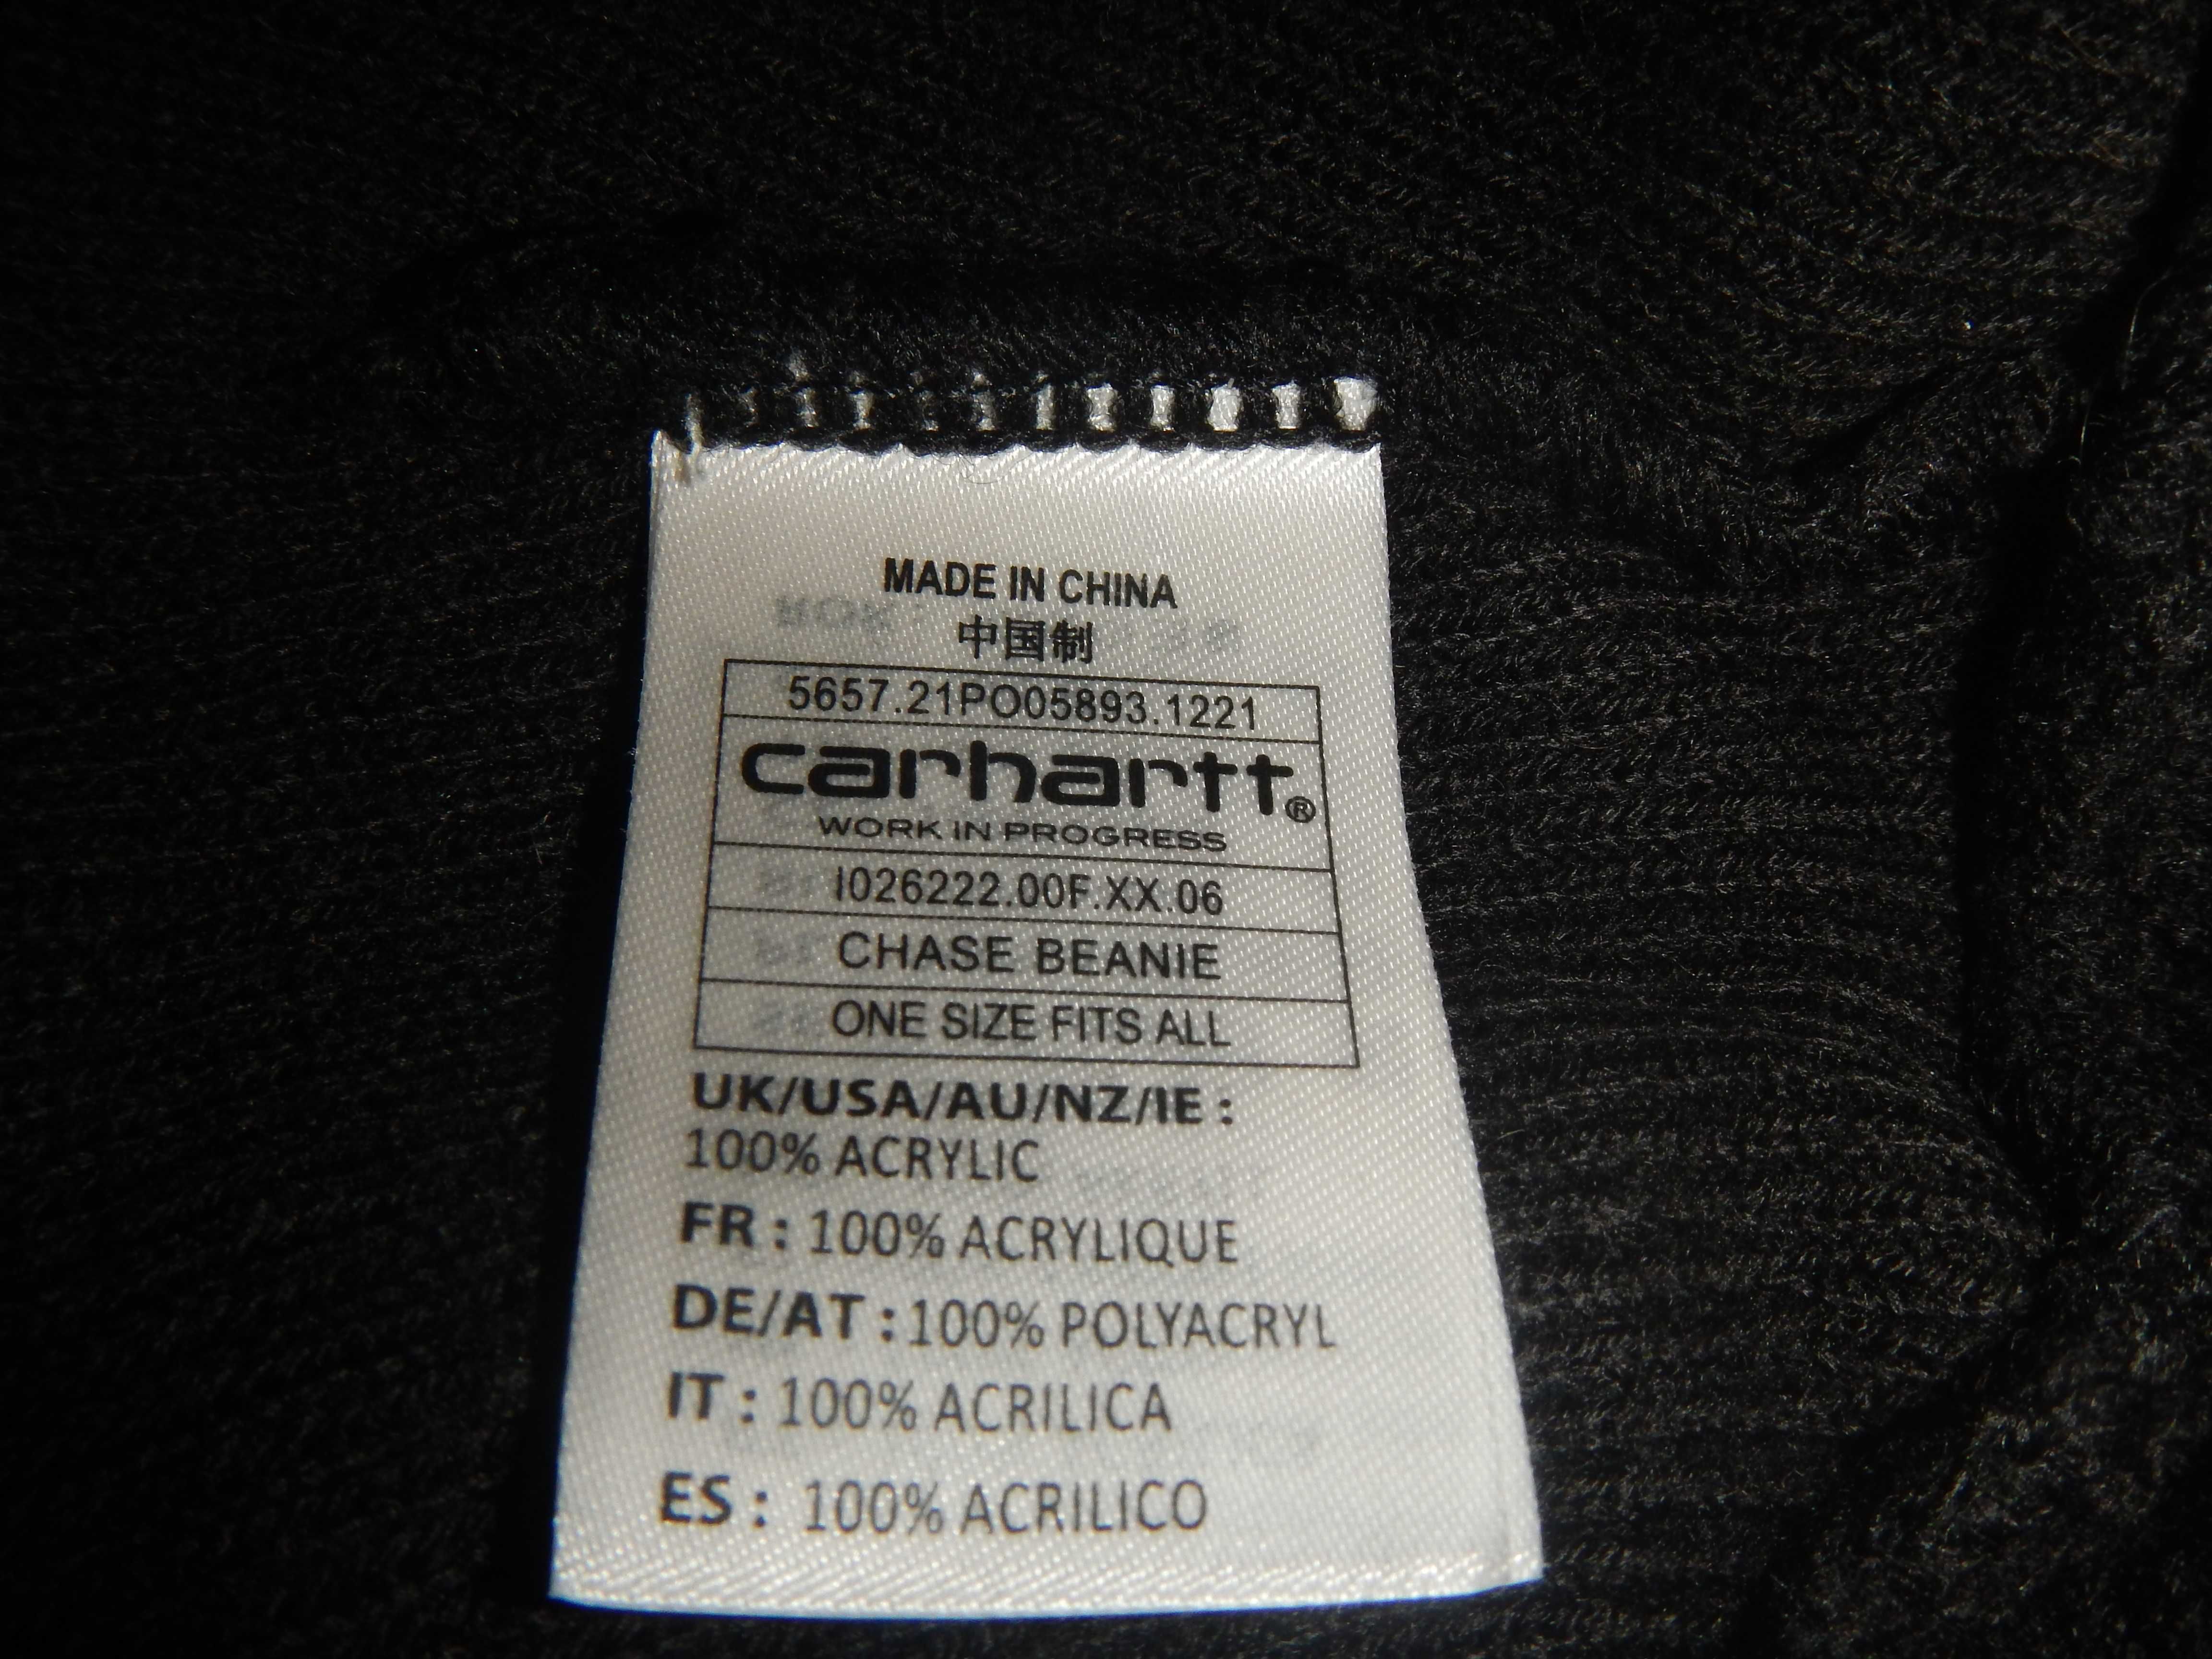 MADE IN CHINA
中国制
5657.21PO05893.1221
carhartt®
WORK IN PROGRESS
I026222.00F.XX.06
CHASE BEANIE
ONE SIZE FITS ALL
UK/USA/AU/NZ/IE :
100% ACRYLIC
FR : 100% ACRYLIQUE
DE/AT : 100% POLYACRYL
IT : 100% ACRILICA
ES : 100% ACRILICO